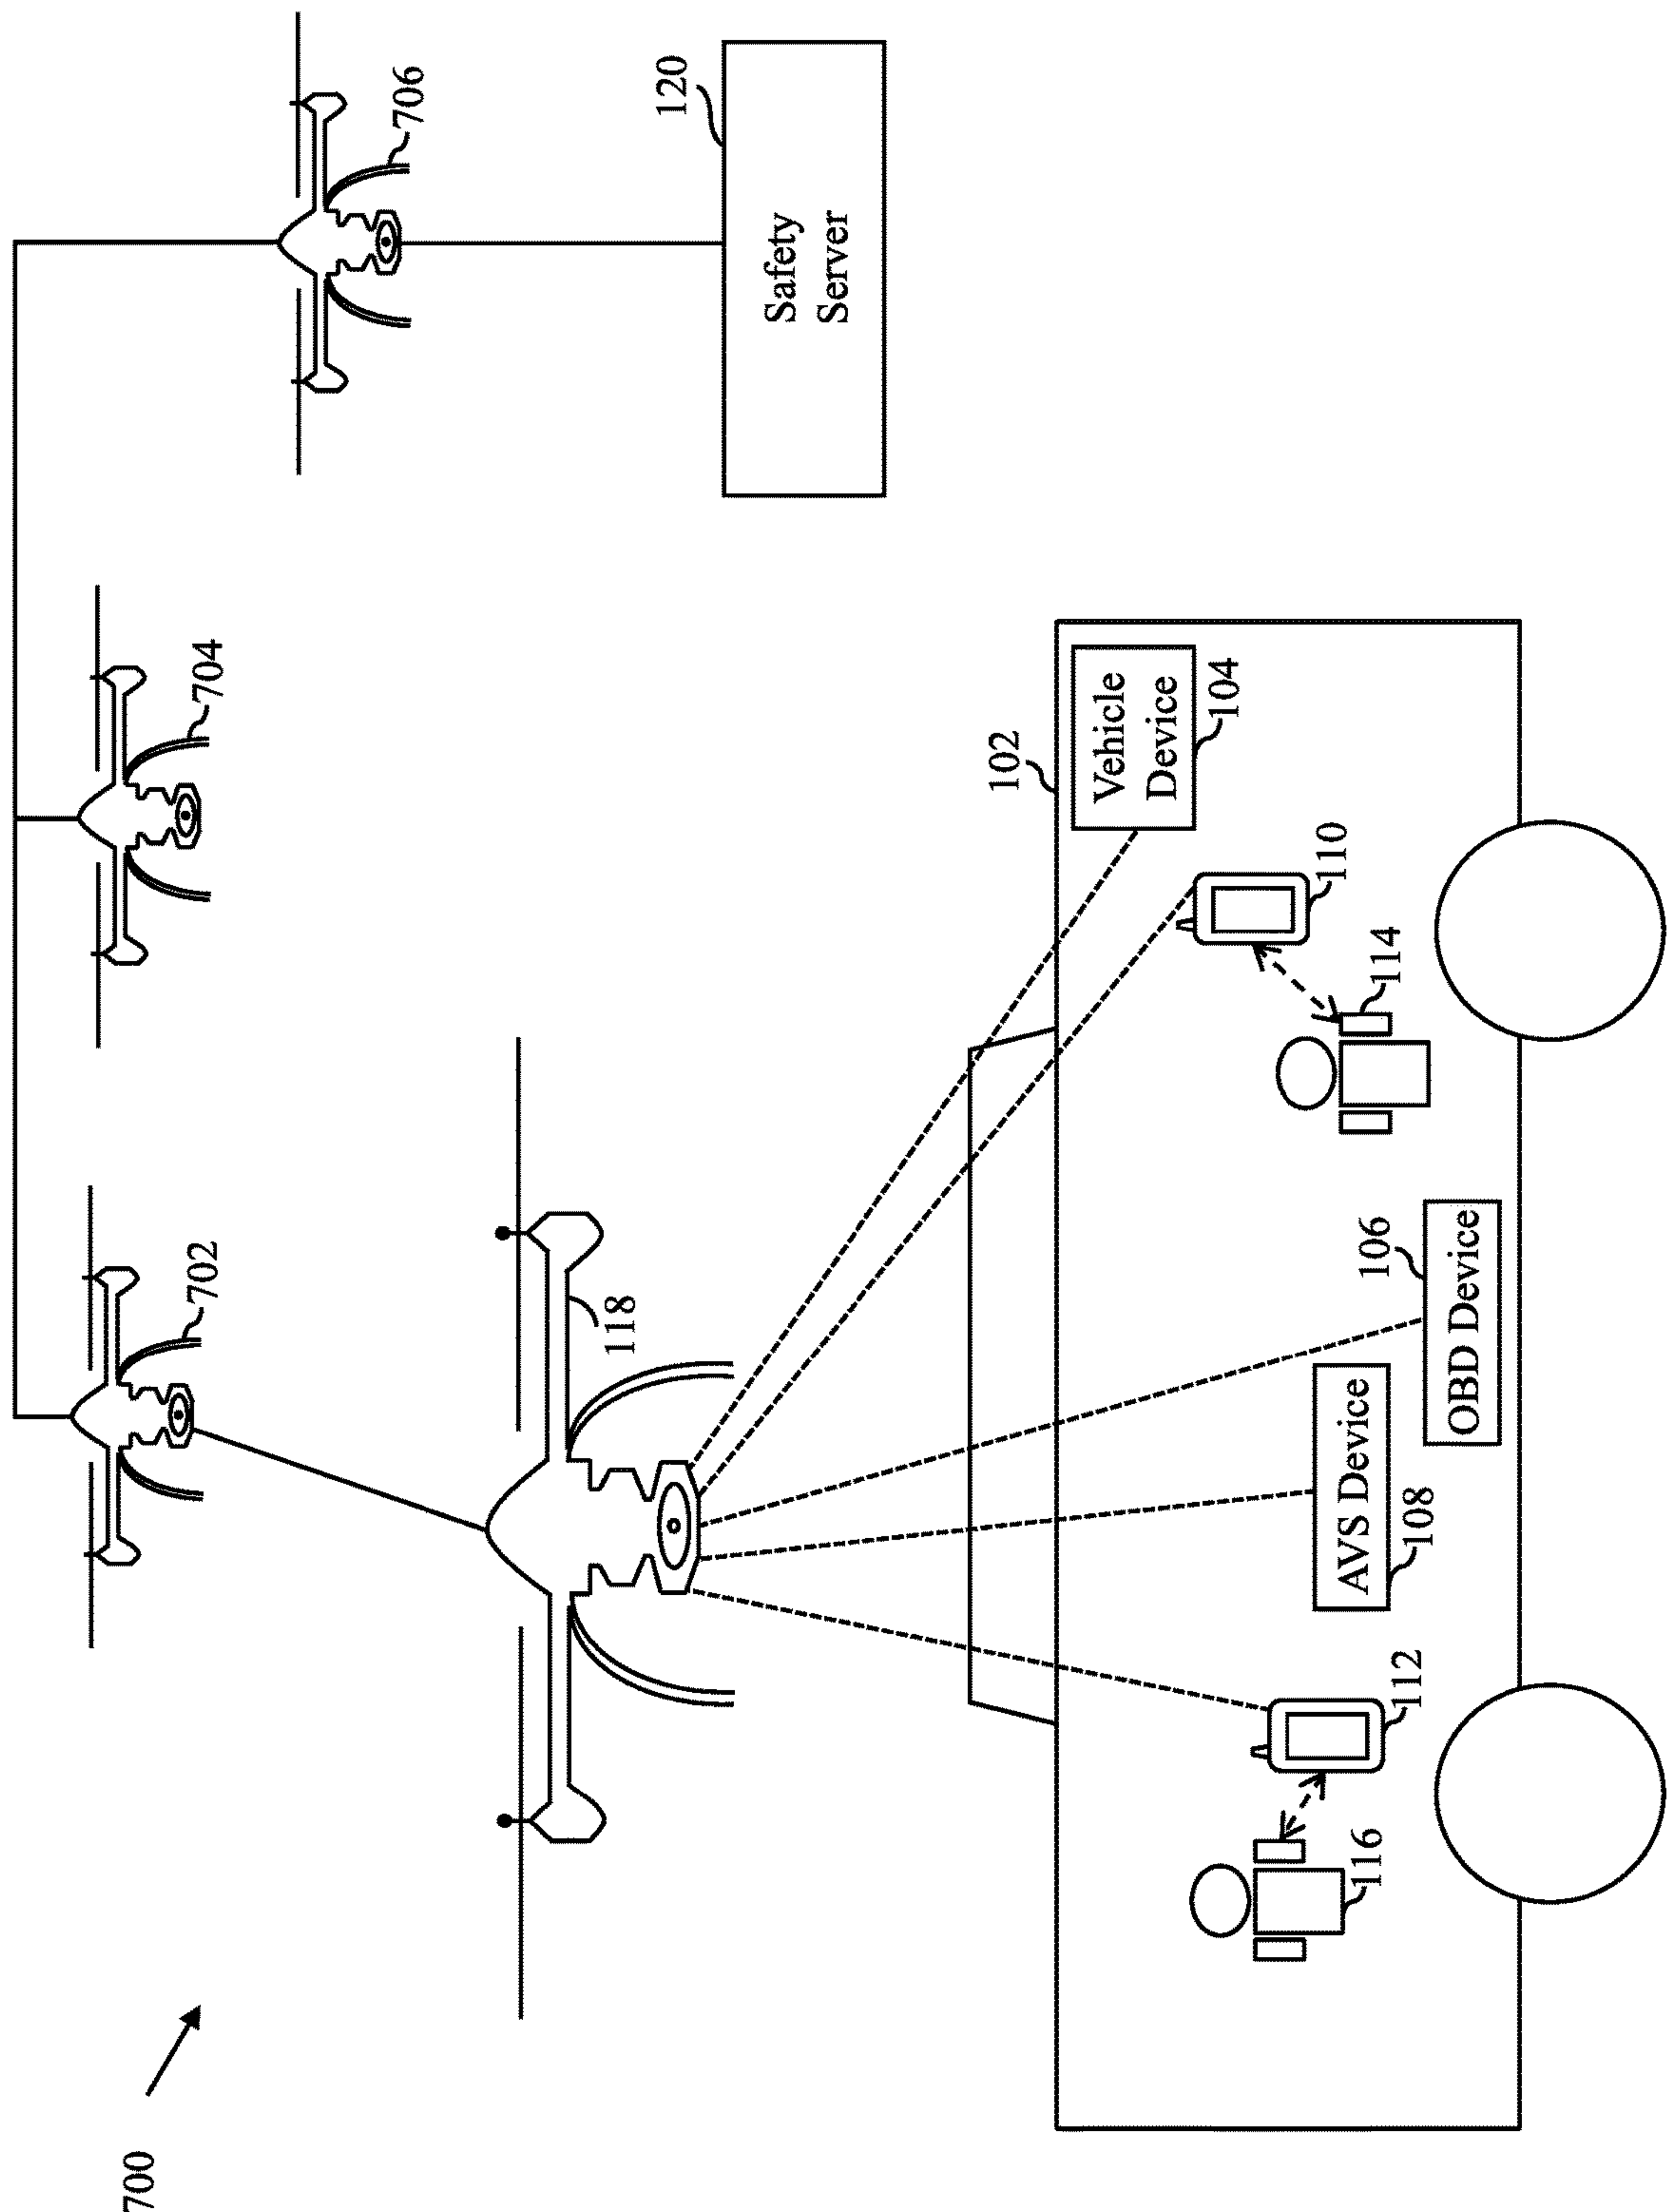 700
702
704
706
118
120
Safety
Server
102
Vehicle
Device
104
110
114
106
OBD Device
AVS Device
108
112
116